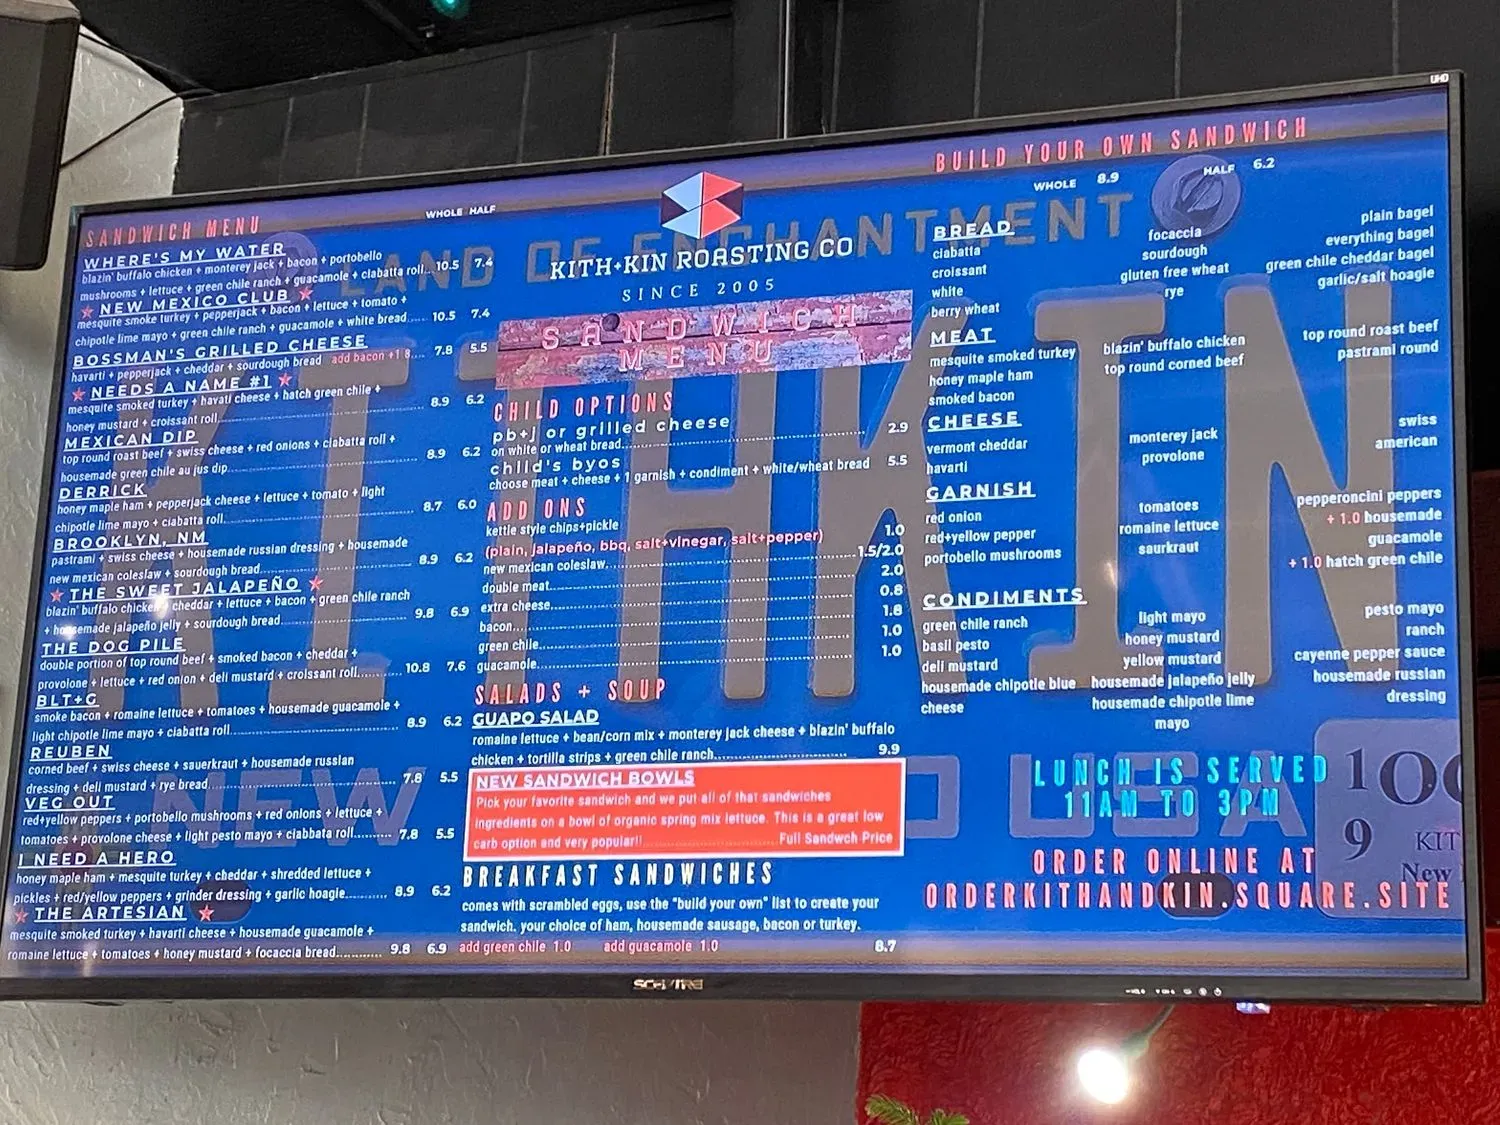 UHD
SANDWICH MENU
WHOLE HALF
WHERE'S MY WATER
blazin' buffalo chicken + monterey jack + bacon + portobello
mushrooms + lettuce + green chile ranch + guacamole + ciabatta roll.. 10.5 7.4
★ NEW MEXICO CLUB ★
mesquite smoke turkey + pepperjack + bacon + lettuce + tomato +
chipotle lime mayo + green chile ranch + guacamole + white bread..... 10.5 7.4
BOSSMAN'S GRILLED CHEESE
havarti + pepperjack + cheddar + sourdough bread add bacon +1 8.... 7.8 5.5
★ NEEDS A NAME #1 ★
mesquite smoked turkey + havati cheese + hatch green chile +
honey mustard + croissant roll..... 8.9 6.2
MEXICAN DIP
top round roast beef + swiss cheese + red onions + ciabatta roll +
housemade green chile au jus dip..... 8.9 6.2
DERRICK
honey maple ham + pepperjack cheese + lettuce + tomato + light
chipotle lime mayo + ciabatta roll..... 8.7 6.0
BROOKLYN, NM
pastrami + swiss cheese + housemade russian dressing + housemade
new mexican coleslaw + sourdough bread..... 8.9 6.2
★ THE SWEET JALAPEÑO ★
blazin' buffalo chicken + cheddar + lettuce + bacon + green chile ranch
+ housemade jalapeño jelly + sourdough bread..... 9.8 6.9
THE DOG PILE
double portion of top round beef + smoked bacon + cheddar +
provolone + lettuce + red onion + deli mustard + croissant roll..... 10.8 7.6
BLT+G
smoke bacon + romaine lettuce + tomatoes + housemade guacamole +
light chipotle lime mayo + ciabatta roll..... 8.9 6.2
REUBEN
corned beef + swiss cheese + sauerkraut + housemade russian
dressing + deli mustard + rye bread..... 7.8 5.5
VEG OUT
red+yellow peppers + portobello mushrooms + red onions + lettuce +
tomatoes + provolone cheese + light pesto mayo + ciabbata roll..... 7.8 5.5
I NEED A HERO
honey maple ham + mesquite turkey + cheddar + shredded lettuce +
pickles + red/yellow peppers + grinder dressing + garlic hoagie..... 8.9 6.2
★ THE ARTESIAN ★
mesquite smoked turkey + havarti cheese + housemade guacamole +
romaine lettuce + tomatoes + honey mustard + focaccia bread..... 9.8 6.9
LAND OF ENCHANTMENT
KITHKIN
NEW
USA
KITH+KIN ROASTING CO
SINCE 2005
SANDWICH
MENU
CHILD OPTIONS
pb+j or grilled cheese
on white or wheat bread..... 2.9
chlid's byos
choose meat + cheese + 1 garnish + condiment + white/wheat bread 5.5
ADD ONS
kettle style chips+pickle 1.0
(plain, jalapeño, bbq, salt+vinegar, salt+pepper)
new mexican coleslaw..... 1.5/2.0
double meat..... 2.0
extra cheese..... 0.8
bacon..... 1.8
green chile..... 1.0
guacamole..... 1.0
SALADS + SOUP
GUAPO SALAD
romaine lettuce + bean/corn mix + monterey jack cheese + blazin' buffalo
chicken + tortilla strips + green chile ranch..... 9.9
NEW SANDWICH BOWLS
Pick your favorite sandwich and we put all of that sandwiches
ingredients on a bowl of organic spring mix lettuce. This is a great low
carb option and very popular!!..... Full Sandwch Price
BREAKFAST SANDWICHES
comes with scrambled eggs, use the "build your own" list to create your
sandwich. your choice of ham, housemade sausage, bacon or turkey.
add green chile 1.0 add guacamole 1.0 8.7
BUILD YOUR OWN SANDWICH
WHOLE 8.9 HALF 6.2
BREAD
ciabatta
croissant
white
berry wheat
focaccia
sourdough
gluten free wheat
rye
plain bagel
everything bagel
green chile cheddar bagel
garlic/salt hoagie
MEAT
mesquite smoked turkey
honey maple ham
smoked bacon
blazin' buffalo chicken
top round corned beef
top round roast beef
pastrami round
CHEESE
vermont cheddar
havarti
monterey jack
provolone
swiss
american
GARNISH
red onion
red+yellow pepper
portobello mushrooms
tomatoes
romaine lettuce
saurkraut
pepperoncini peppers
+ 1.0 housemade
guacamole
+ 1.0 hatch green chile
CONDIMENTS
green chile ranch
basil pesto
deli mustard
housemade chipotle blue
cheese
light mayo
honey mustard
yellow mustard
housemade jalapeño jelly
housemade chipotle lime
mayo
pesto mayo
ranch
cayenne pepper sauce
housemade russian
dressing
LUNCH IS SERVED
11AM TO 3PM
ORDER ONLINE AT
ORDERKITHANDKIN.SQUARE.SITE
100
9 KIT
New
SCEPTRE